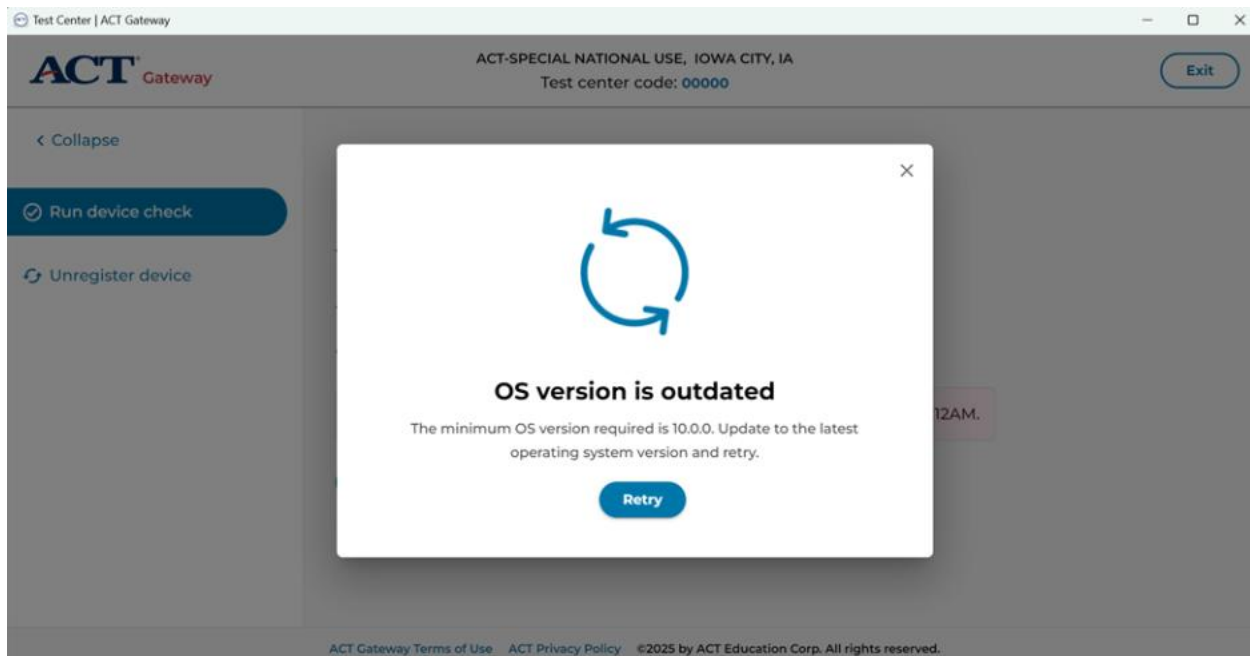 Test Center | ACT Gateway
ACT Gateway
ACT-SPECIAL NATIONAL USE, IOWA CITY, IA
Test center code: 00000
Exit
Collapse
Run device check
Unregister device
OS version is outdated
The minimum OS version required is 10.0.0. Update to the latest
operating system version and retry.
12AM.
Retry
ACT Gateway Terms of Use ACT Privacy Policy ©2025 by ACT Education Corp. All rights reserved.